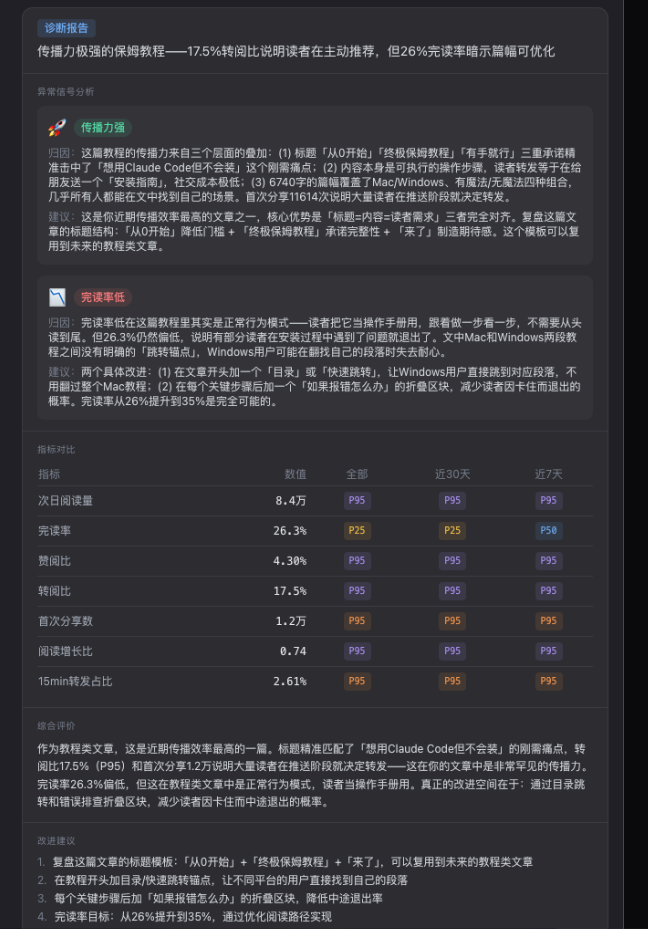 诊断报告
传播力极强的保姆教程——17.5%转阅比说明读者在主动推荐，但26%完读率暗示篇幅可优化
异常信号分析
传播力强
归因：这篇教程的传播力来自三个层面的叠加：(1) 标题「从0开始」「终极保姆教程」「有手就行」三重承诺精
准击中了「想用Claude Code但不会装」这个刚需痛点；(2) 内容本身是可执行的操作步骤，读者转发等于在给
朋友送一个「安装指南」，社交成本极低；(3) 6740字的篇幅覆盖了Mac/Windows、有魔法/无魔法四种组合，
几乎所有人都能在文中找到自己的场景。首次分享11614次说明大量读者在推送阶段就决定转发。
建议：这是你近期传播效率最高的文章之一，核心优势是「标题=内容=读者需求」三者完全对齐。复盘这篇文
章的标题结构：「从0开始」降低门槛 + 「终极保姆教程」承诺完整性 + 「来了」制造期待感。这个模板可以复
用到未来的教程类文章。
完读率低
归因：完读率低在这篇教程里其实是正常行为模式——读者把它当操作手册用，跟着做一步看一步，不需要从头
读到尾。但26.3%仍然偏低，说明有部分读者在安装过程中遇到了问题就退出了。文中Mac和Windows两段教
程之间没有明确的「跳转锚点」，Windows用户可能在翻找自己的段落时失去耐心。
建议：两个具体改进：(1) 在文章开头加一个「目录」或「快速跳转」，让Windows用户直接跳到对应段落，不
用翻过整个Mac教程；(2) 在每个关键步骤后加一个「如果报错怎么办」的折叠区块，减少读者因卡住而退出的
概率。完读率从26%提升到35%是完全可能的。
指标对比
指标 数值 全部 近30天 近7天
次日阅读量 8.4万 P95 P95 P95
完读率 26.3% P25 P25 P50
赞阅比 4.30% P95 P95 P95
转阅比 17.5% P95 P95 P95
首次分享数 1.2万 P95 P95 P95
阅读增长比 0.74 P95 P95 P95
15min转发占比 2.61% P95 P95 P95
综合评价
作为教程类文章，这是近期传播效率最高的一篇。标题精准匹配了「想用Claude Code但不会装」的刚需痛点，转
阅比17.5%（P95）和首次分享1.2万说明大量读者在推送阶段就决定转发——这在你的文章中是非常罕见的传播力。
完读率26.3%偏低，但这在教程类文章中是正常行为，读者当操作手册用。真正的改进空间在于：通过目录跳
转和错误排查折叠区块，减少读者因卡住而中途退出的概率。
改进建议
1. 复盘这篇文章的标题模板：「从0开始」+「终极保姆教程」+「来了」，可以复用到未来的教程类文章
2. 在教程开头加目录/快速跳转锚点，让不同平台的用户直接找到自己的段落
3. 每个关键步骤后加「如果报错怎么办」的折叠区块，降低中途退出率
4. 完读率目标：从26%提升到35%，通过优化阅读路径实现